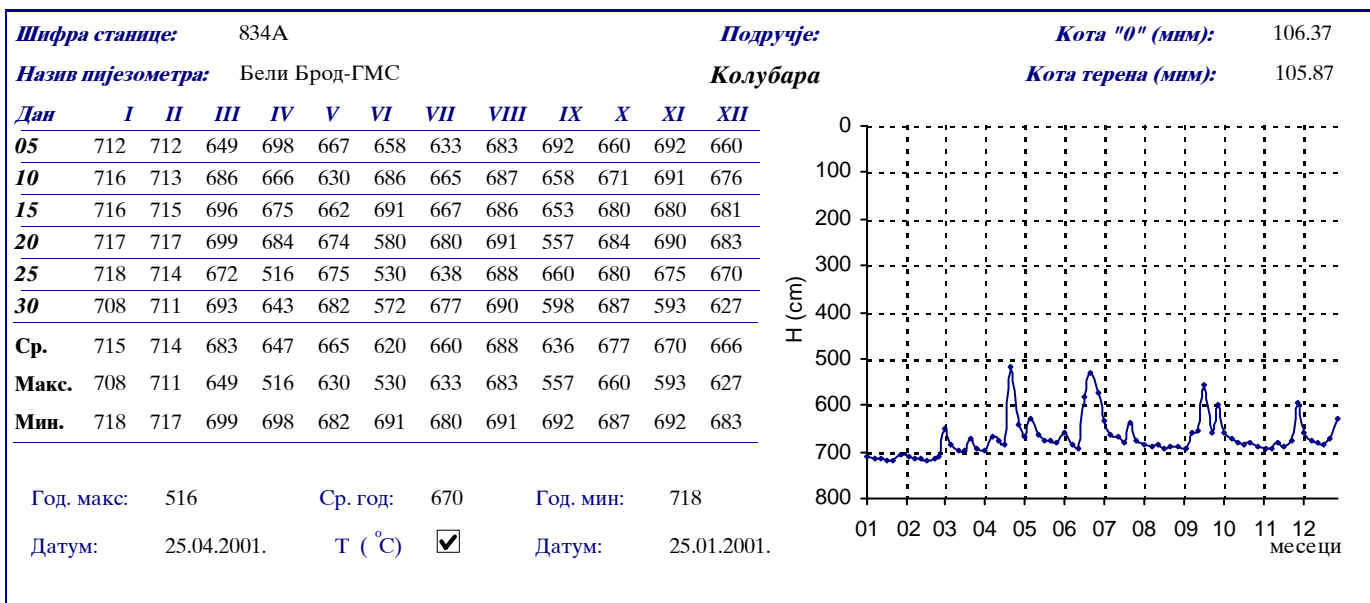 Шифра станице: 834А Подручје: Кота "0" (мнм): 106.37
Назив пијезометра: Бели Брод-ГМС Колубара Кота терена (мнм): 105.87
Дан I II III IV V VI VII VIII IX X XI XII
05 712 712 649 698 667 658 633 683 692 660 692 660
10 716 713 686 666 630 686 665 687 658 671 691 676
15 716 715 696 675 662 691 667 686 653 680 680 681
20 717 717 699 684 674 580 680 691 557 684 690 683
25 718 714 672 516 675 530 638 688 660 680 675 670
30 708 711 693 643 682 572 677 690 598 687 593 627
Ср. 715 714 683 647 665 620 660 688 636 677 670 666
Макс. 708 711 649 516 630 530 633 683 557 660 593 627
Мин. 718 717 699 698 682 691 680 691 692 687 692 683
Год. макс: 516 Ср. год: 670 Год. мин: 718
Датум: 25.04.2001. Т ( °C) Датум: 25.01.2001.
H (cm)
0
100
200
300
400
500
600
700
800
01 02 03 04 05 06 07 08 09 10 11 12
месеци